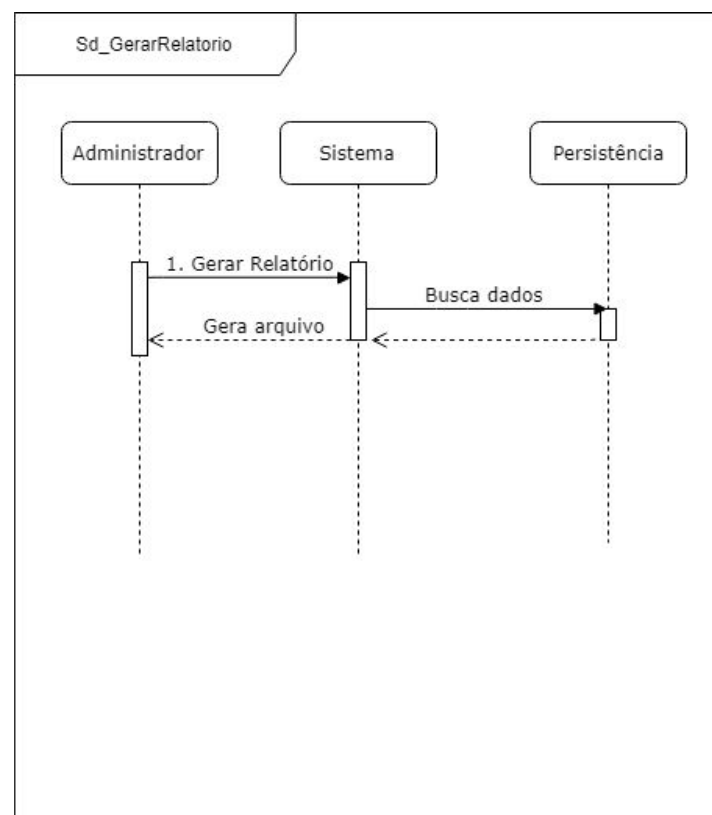 Sd_GerarRelatorio
Administrador
Sistema
Persistência
1. Gerar Relatório
Busca dados
Gera arquivo